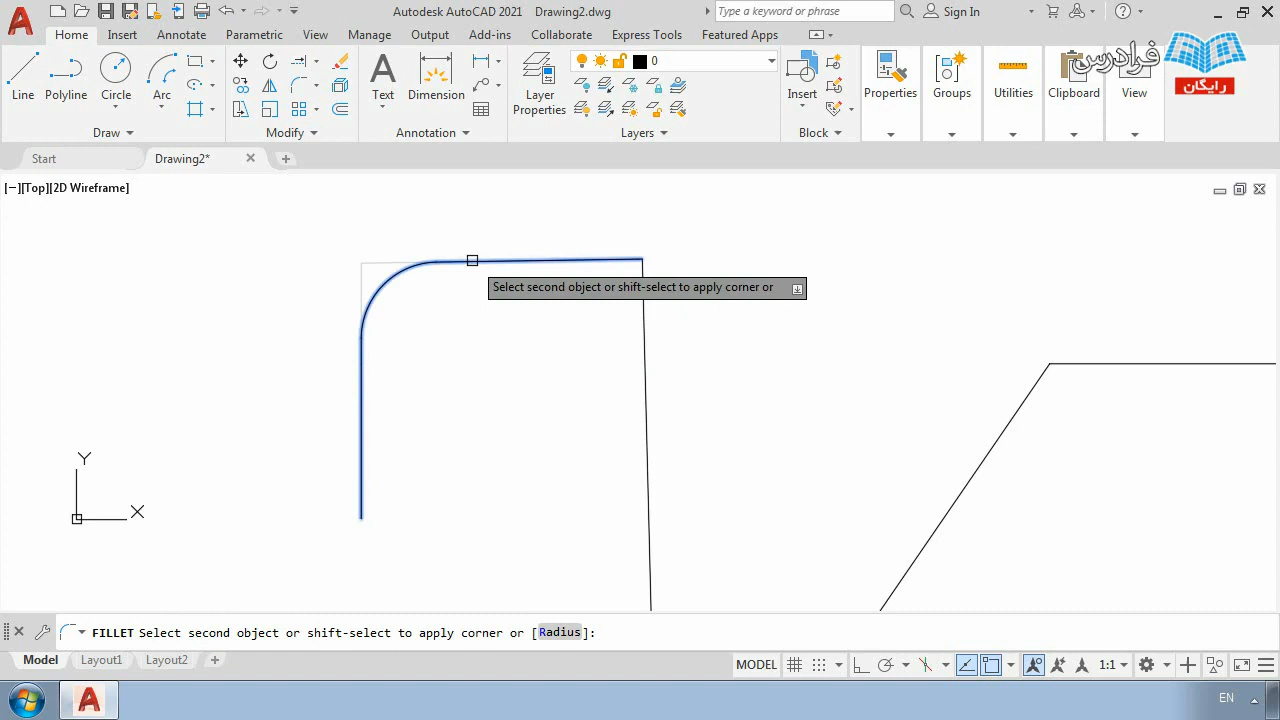 Autodesk AutoCAD 2021 Drawing2.dwg
Type a keyword or phrase
Sign In
Home Insert Annotate Parametric View Manage Output Add-ins Collaborate Express Tools Featured Apps
فرادرس
رایگان
Line Polyline Circle Arc
Text Dimension
Layer Properties
0
Insert
Properties Groups Utilities Clipboard View
Draw Modify Annotation Layers Block
Start Drawing2*
[−][Top][2D Wireframe]
Select second object or shift-select to apply corner or
Y
X
FILLET Select second object or shift-select to apply corner or [Radius]:
Model Layout1 Layout2
MODEL 1:1
EN